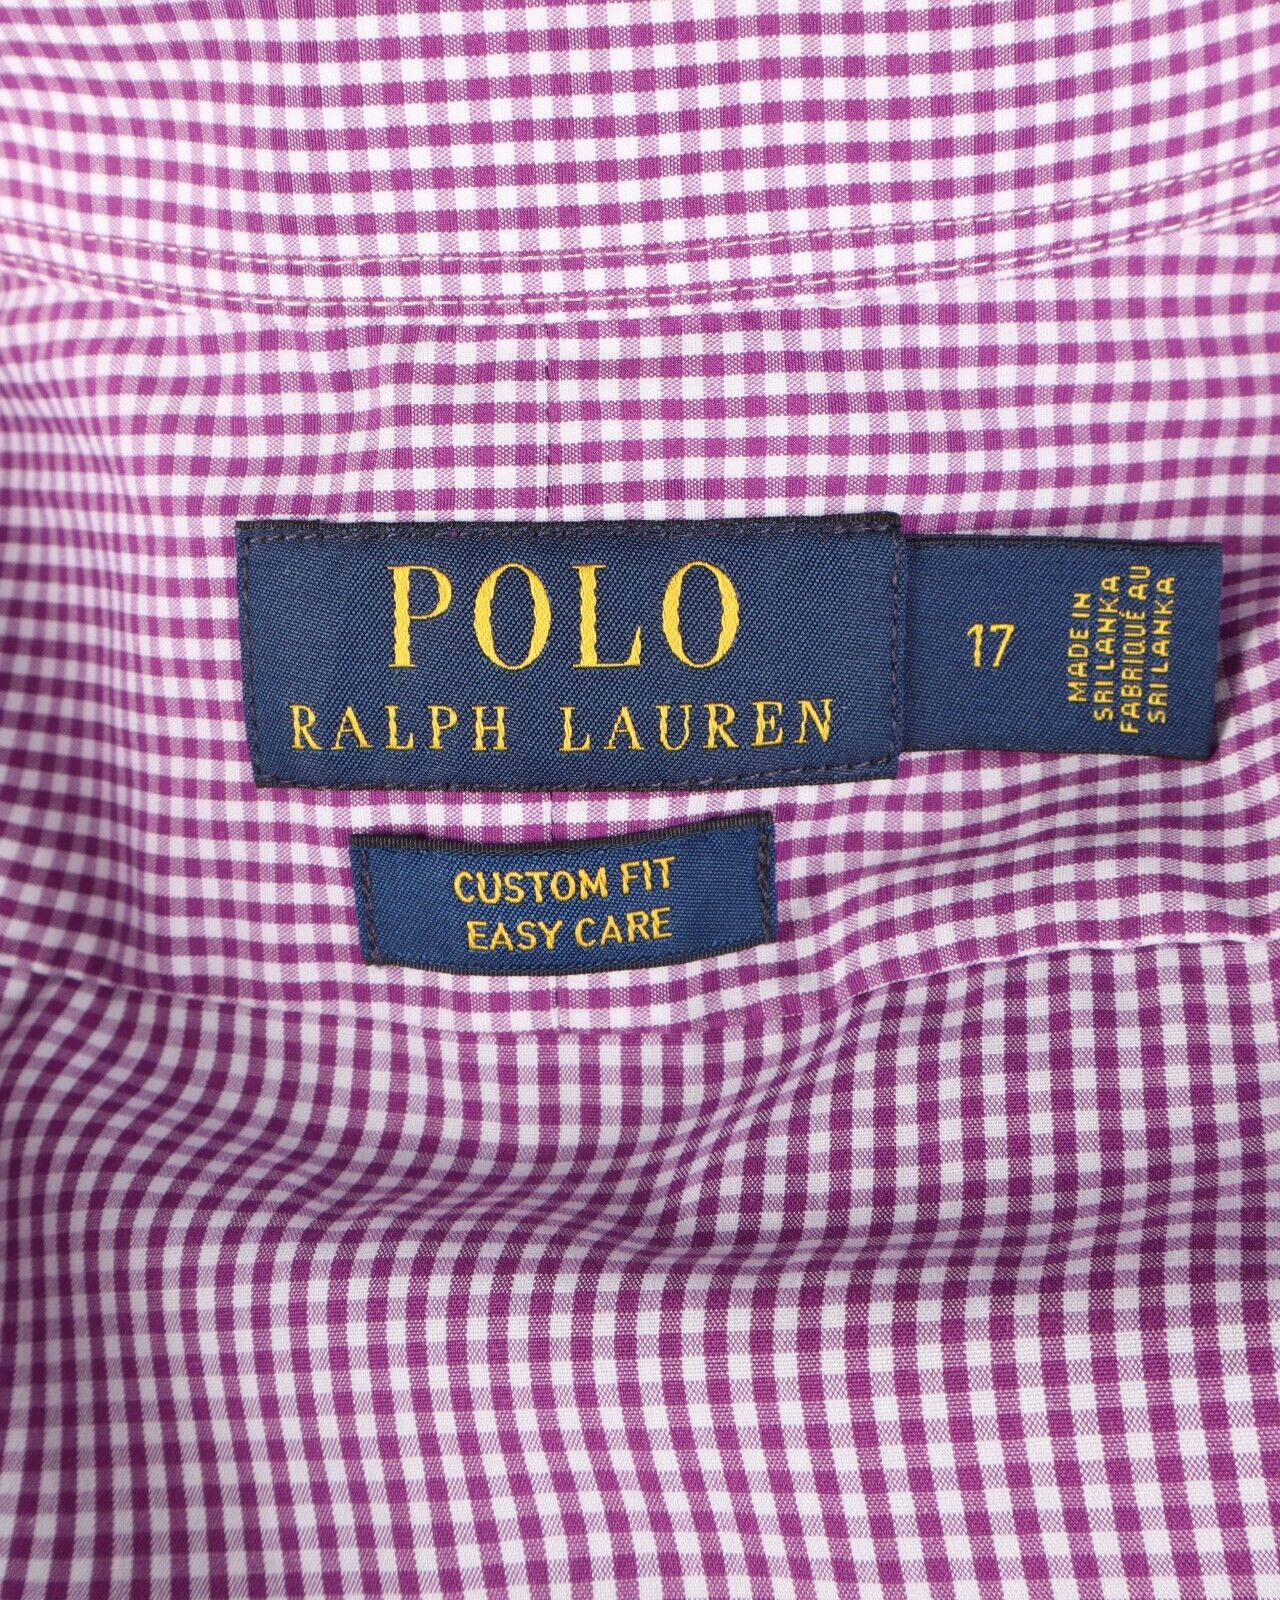 POLO
RALPH LAUREN
17
MADE IN
SRI LANKA
FABRIQUÉ AU
SRI LANKA
CUSTOM FIT
EASY CARE